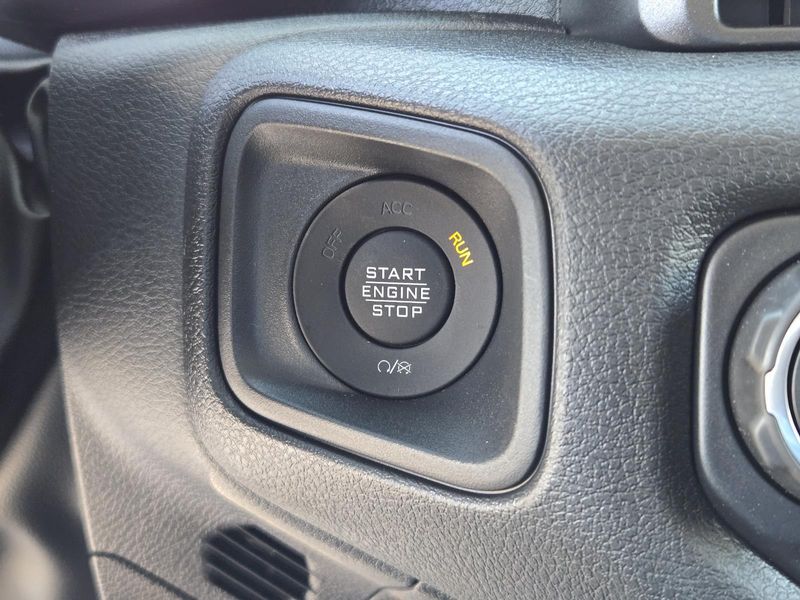 ACC
OFF
RUN
START
ENGINE
STOP